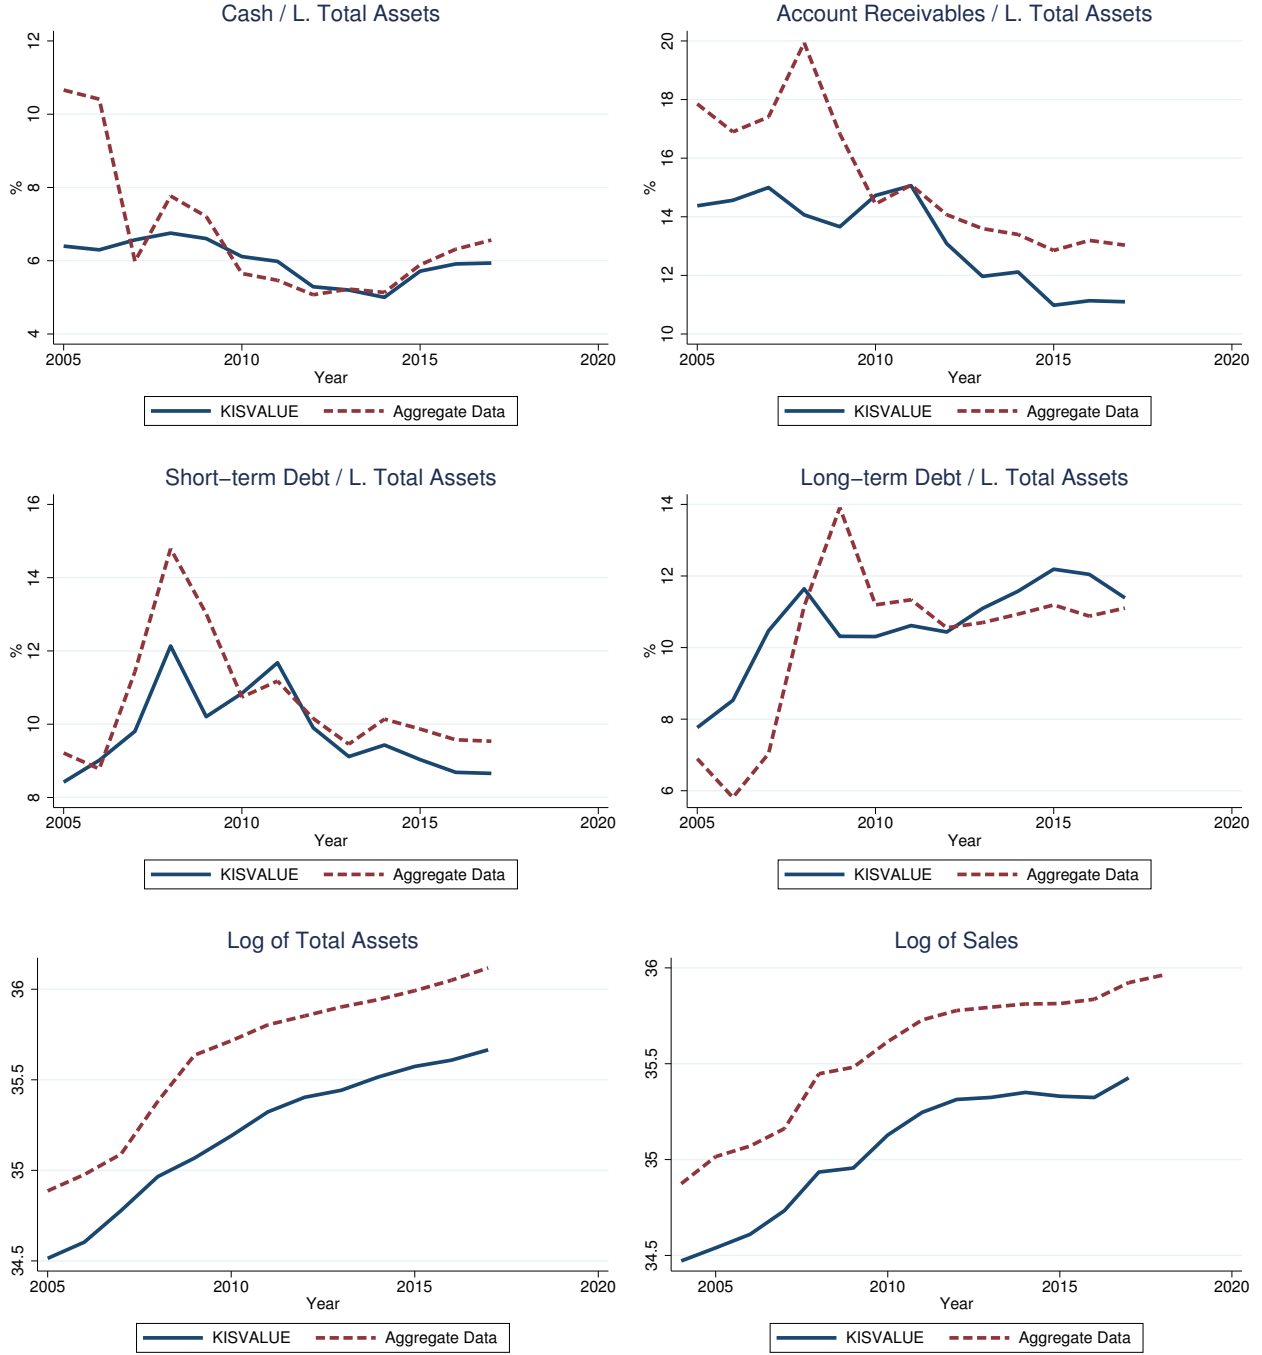 Cash / L. Total Assets
12
10
8
6
4
%
2005 2010 2015 2020
Year
KISVALUE Aggregate Data
Account Receivables / L. Total Assets
20
18
16
14
12
10
%
2005 2010 2015 2020
Year
KISVALUE Aggregate Data
Short−term Debt / L. Total Assets
16
14
12
10
8
%
2005 2010 2015 2020
Year
KISVALUE Aggregate Data
Long−term Debt / L. Total Assets
14
12
10
8
6
%
2005 2010 2015 2020
Year
KISVALUE Aggregate Data
Log of Total Assets
36
35.5
35
34.5
2005 2010 2015 2020
Year
KISVALUE Aggregate Data
Log of Sales
36
35.5
35
34.5
2005 2010 2015 2020
Year
KISVALUE Aggregate Data